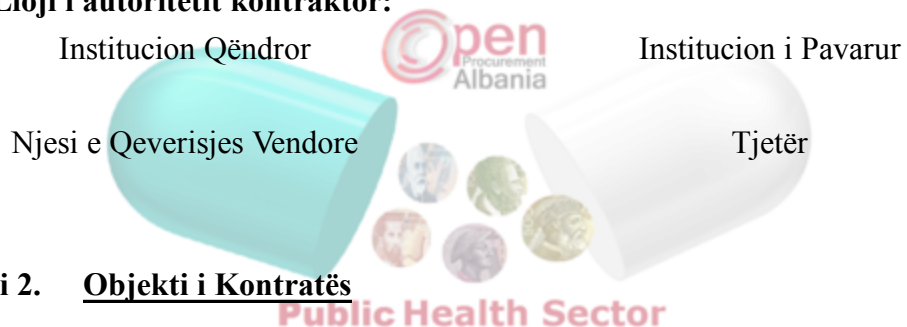 Lloji i autoritetit kontraktor:
Institucion Qëndror
Institucion i Pavarur
Open
Procurement
Albania
Njesi e Qeverisjes Vendore
Tjetër
i 2. Objekti i Kontratës
Public Health Sector